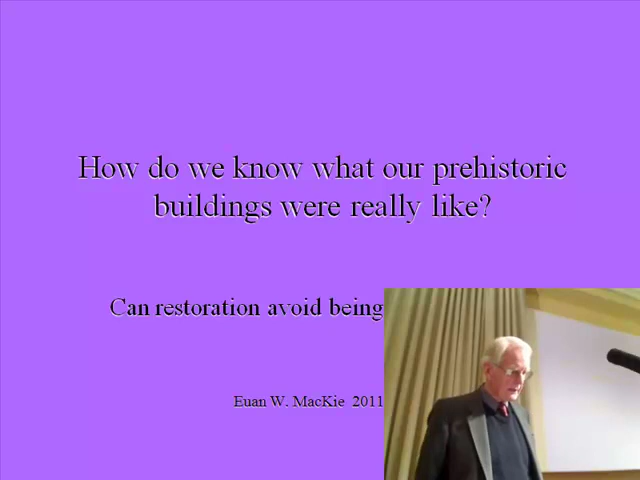 How do we know what our prehistoric
buildings were really like?
Can restoration avoid being
Euan W. MacKie 2011